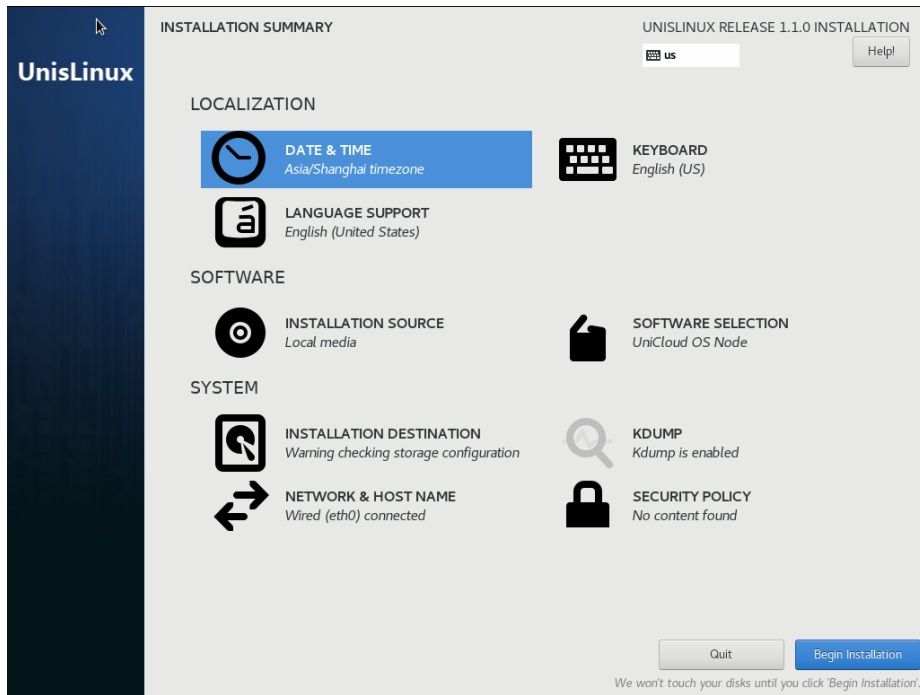 INSTALLATION SUMMARY
UNISLINUX RELEASE 1.1.0 INSTALLATION
us
Help!
UnisLinux
LOCALIZATION
DATE & TIME
Asia/Shanghai timezone
KEYBOARD
English (US)
á
LANGUAGE SUPPORT
English (United States)
SOFTWARE
INSTALLATION SOURCE
Local media
SOFTWARE SELECTION
UniCloud OS Node
SYSTEM
INSTALLATION DESTINATION
Warning checking storage configuration
KDUMP
Kdump is enabled
NETWORK & HOST NAME
Wired (eth0) connected
SECURITY POLICY
No content found
Quit
Begin Installation
We won't touch your disks until you click 'Begin Installation'.